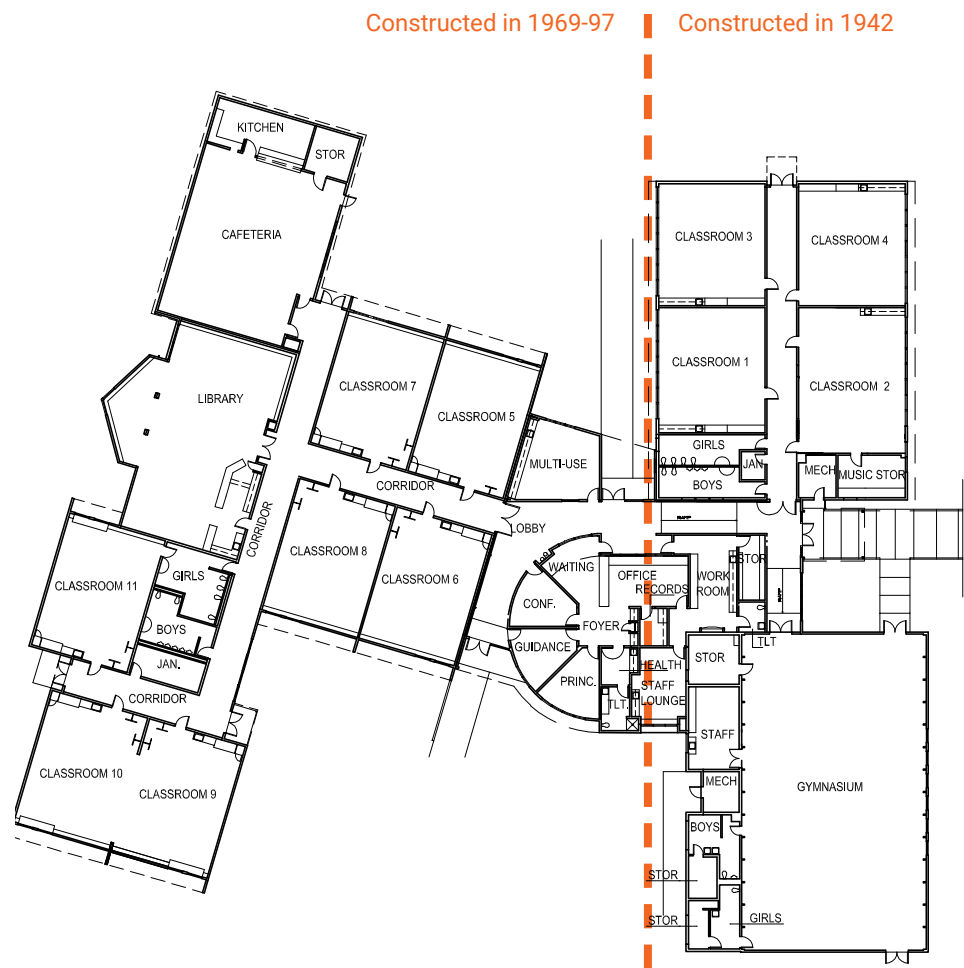 Constructed in 1969-97
Constructed in 1942
KITCHEN
STOR
CAFETERIA
CLASSROOM 3
CLASSROOM 4
CLASSROOM 7
CLASSROOM 5
CLASSROOM 1
CLASSROOM 2
LIBRARY
GIRLS
JAN
BOYS
MULTI-USE
MECH
MUSIC STOR
CORRIDOR
LOBBY
CORRIDOR
CLASSROOM 8
CLASSROOM 6
WAITING
OFFICE
RECORDS
WORK
ROOM
STOR
RAMP
RAMP
CLASSROOM 11
GIRLS
BOYS
JAN.
CONF.
FOYER
GUIDANCE
PRINC.
HEALTH
STAFF
LOUNGE
TLT.
TLT
STOR
STAFF
MECH
GYMNASIUM
CORRIDOR
CLASSROOM 10
CLASSROOM 9
BOYS
STOR
STOR
GIRLS